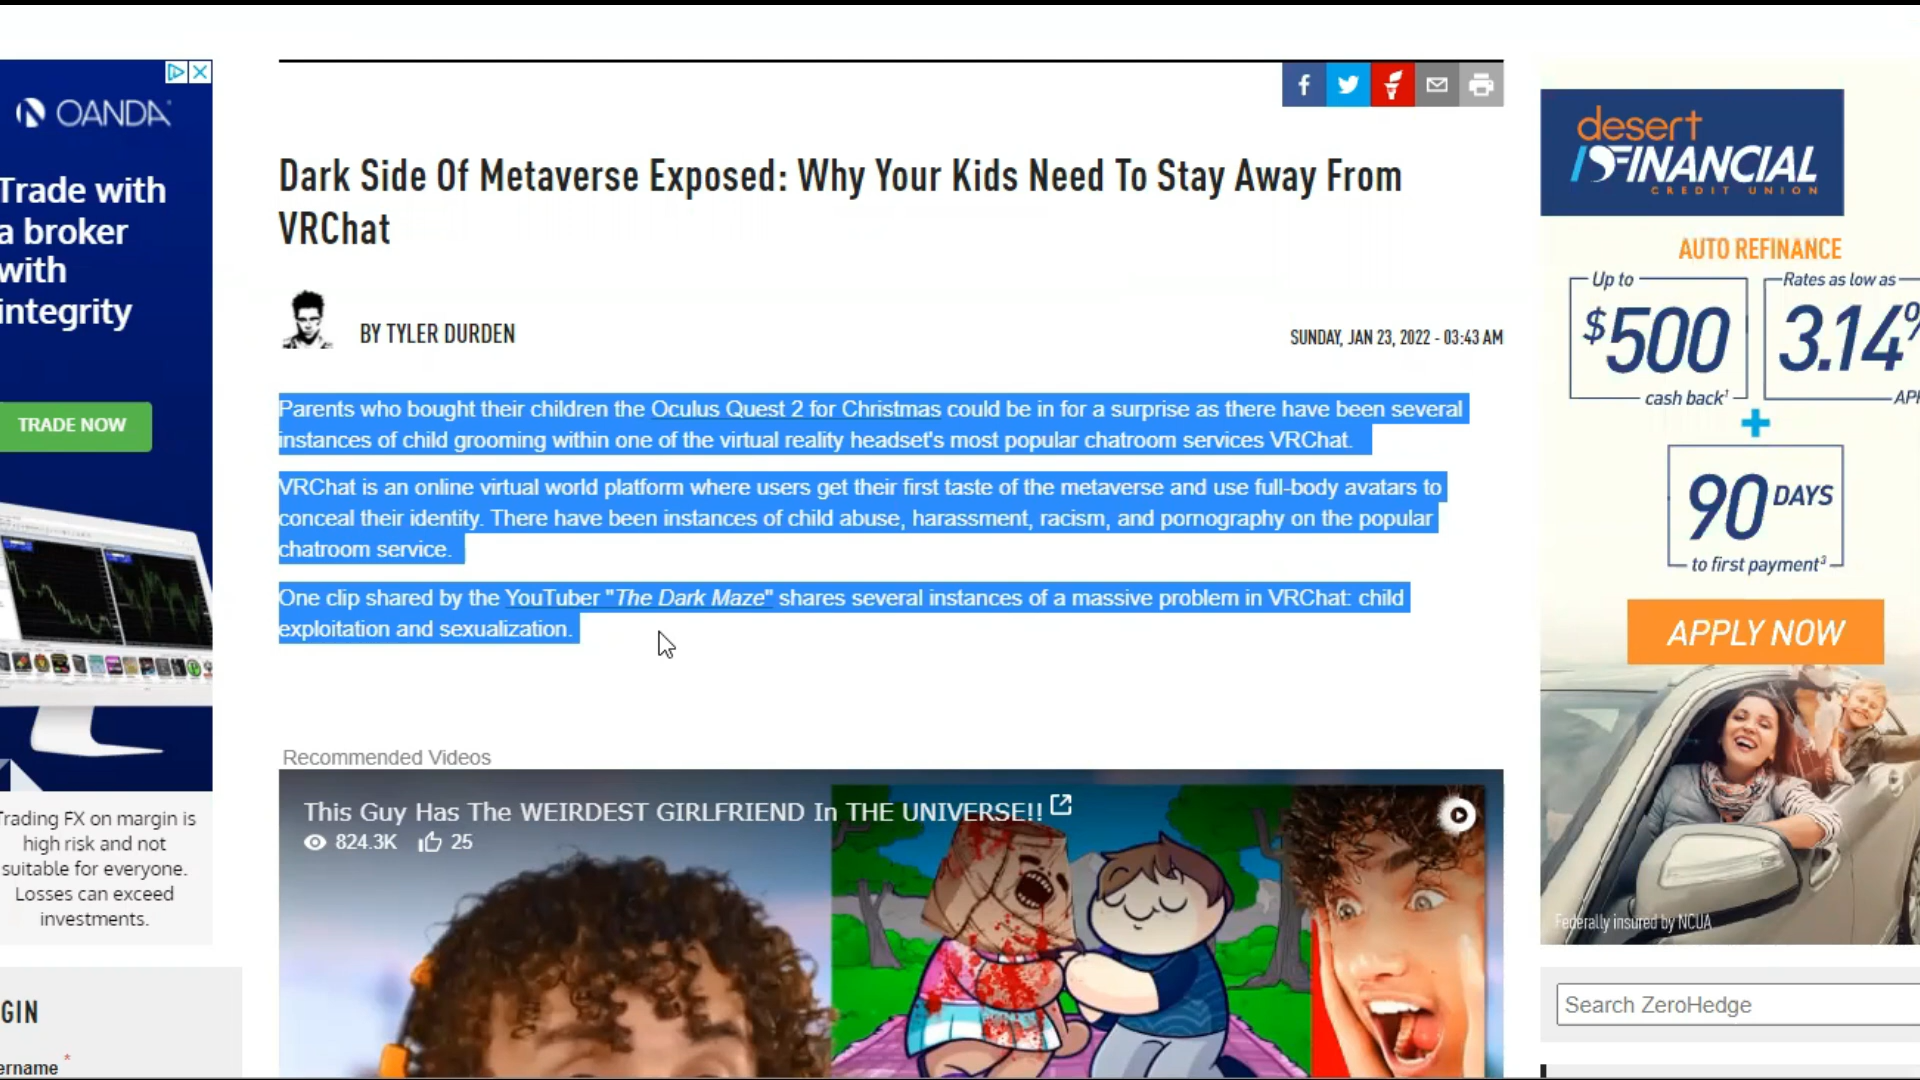 OANDA
Trade with
a broker
with
integrity
TRADE NOW
Trading FX on margin is
high risk and not
suitable for everyone.
Losses can exceed
investments.
GIN
ername *
Dark Side Of Metaverse Exposed: Why Your Kids Need To Stay Away From
VRChat
BY TYLER DURDEN
SUNDAY, JAN 23, 2022 - 03:43 AM
Parents who bought their children the Oculus Quest 2 for Christmas could be in for a surprise as there have been several
instances of child grooming within one of the virtual reality headset's most popular chatroom services VRChat.
VRChat is an online virtual world platform where users get their first taste of the metaverse and use full-body avatars to
conceal their identity. There have been instances of child abuse, harassment, racism, and pornography on the popular
chatroom service.
One clip shared by the YouTuber "The Dark Maze" shares several instances of a massive problem in VRChat: child
exploitation and sexualization.
Recommended Videos
This Guy Has The WEIRDEST GIRLFRIEND In THE UNIVERSE!!
824.3K 25
desert
FINANCIAL
CREDIT UNION
AUTO REFINANCE
Up to
$500
cash back¹
Rates as low as
3.14%
AP
+
90 DAYS
to first payment³
APPLY NOW
Federally insured by NCUA
Search ZeroHedge